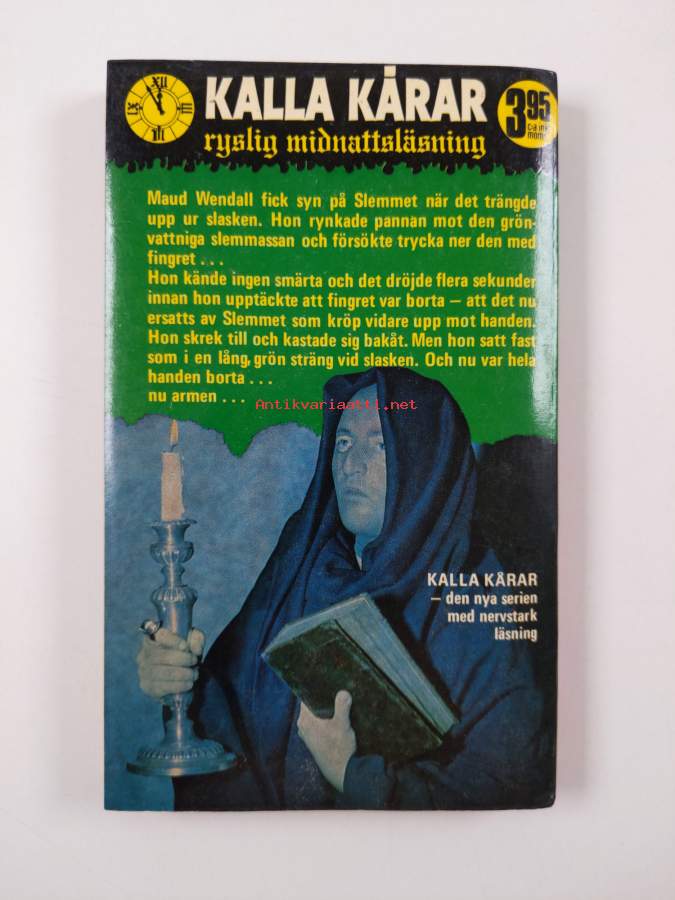 KALLA KÅRAR
ryslig midnattsläsning
3.95
Maud Wendall fick syn på Slemmet när det trängde
upp ur slasken. Hon rynkade pannan mot den grön-
vattniga slemmassan och försökte trycka ner den med
fingret . . .
Hon kände ingen smärta och det dröjde flera sekunder
innan hon upptäckte att fingret var borta — att det nu
ersatts av Slemmet som kröp vidare upp mot handen.
Hon skrek till och kastade sig bakåt. Men hon satt fast
som i en lång, grön sträng vid slasken. Och nu var hela
handen borta . . .
nu armen . . .
Antikvariaatti.net
KALLA KÅRAR
— den nya serien
med nervstark
läsning